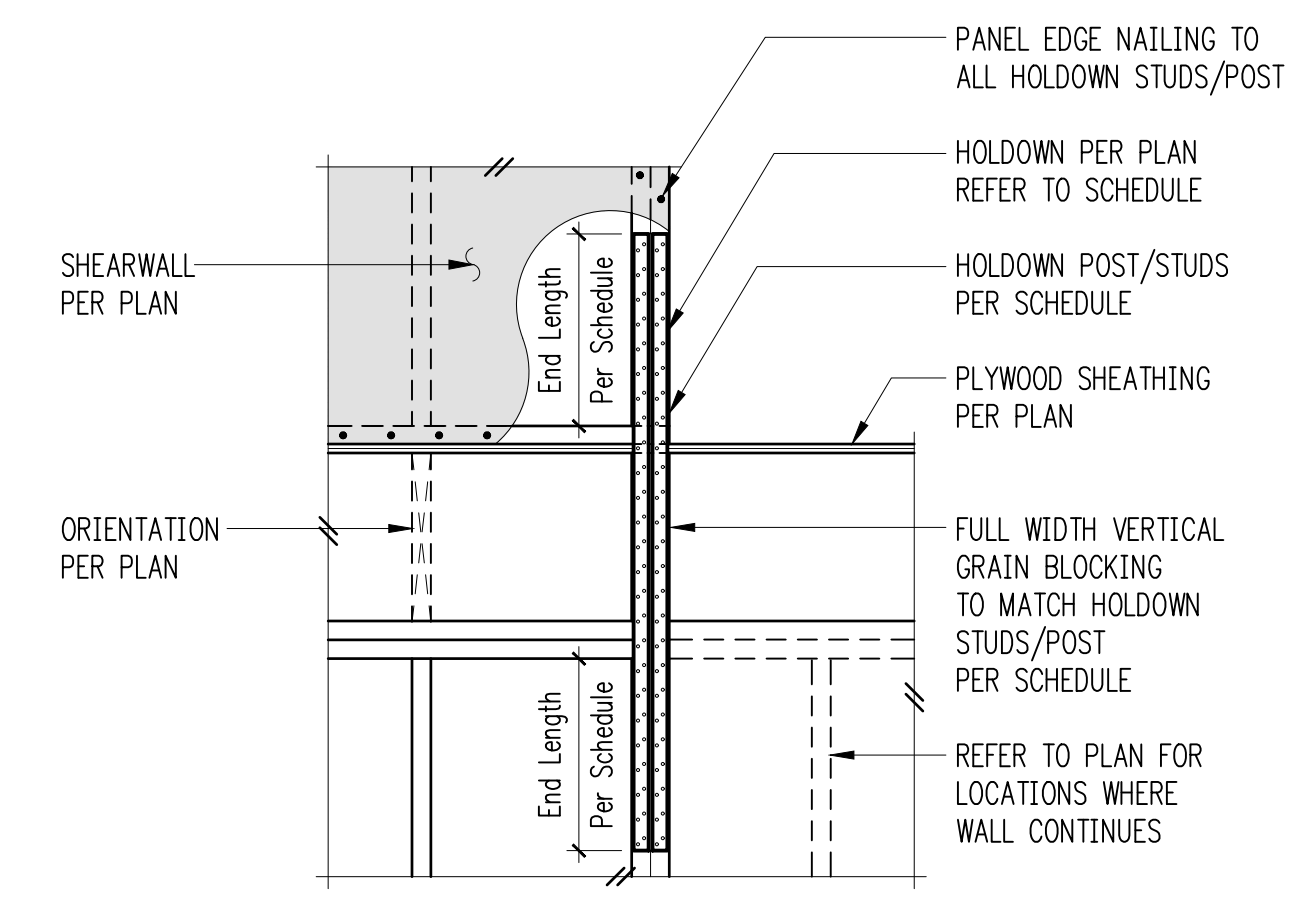 PANEL EDGE NAILING TO
ALL HOLDOWN STUDS/POST
HOLDOWN PER PLAN
REFER TO SCHEDULE
SHEARWALL
PER PLAN
End Length
Per Schedule
HOLDOWN POST/STUDS
PER SCHEDULE
PLYWOOD SHEATHING
PER PLAN
ORIENTATION
PER PLAN
FULL WIDTH VERTICAL
GRAIN BLOCKING
TO MATCH HOLDOWN
STUDS/POST
PER SCHEDULE
End Length
Per Schedule
REFER TO PLAN FOR
LOCATIONS WHERE
WALL CONTINUES